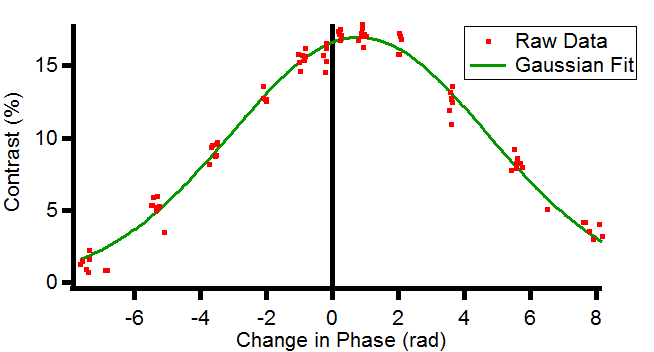 Raw Data
Gaussian Fit
15
10
5
0
Contrast (%)
-6 -4 -2 0 2 4 6 8
Change in Phase (rad)